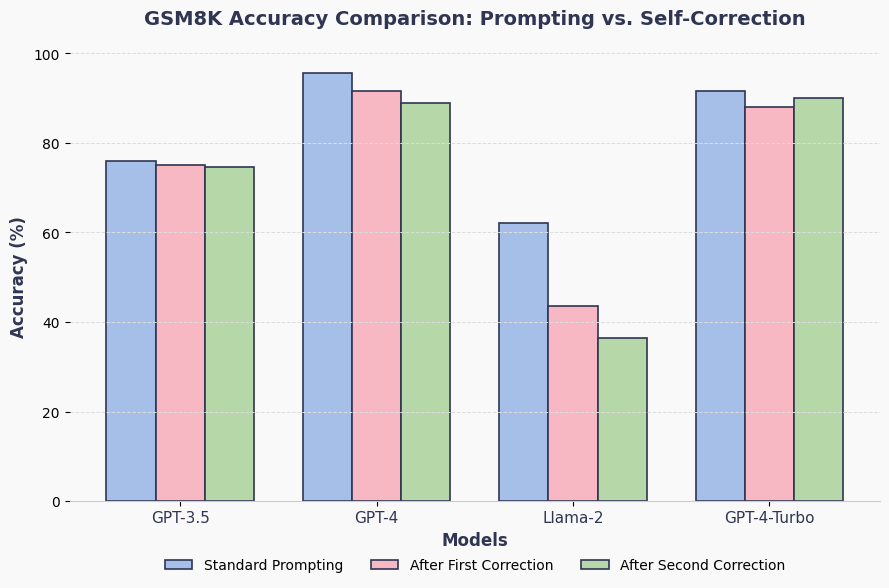 GSM8K Accuracy Comparison: Prompting vs. Self-Correction
Accuracy (%)
100
80
60
40
20
0
GPT-3.5
GPT-4
Llama-2
GPT-4-Turbo
Models
Standard Prompting
After First Correction
After Second Correction